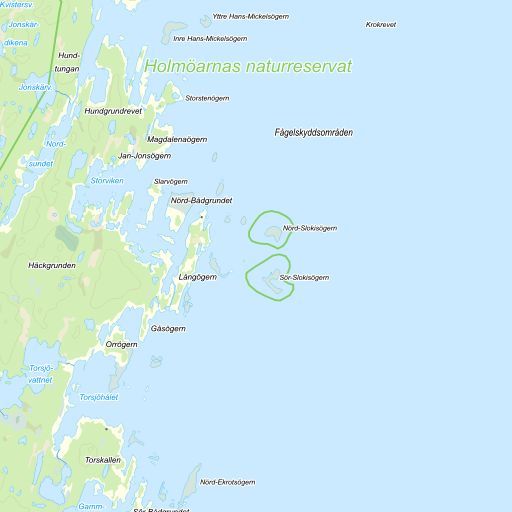 Kvistersv.
Yttre Hans-Mickelsögern
Jonskär-
dikena
Krokrevet
Inre Hans-Mickelsögern
Hund-
tungan
Holmöarnas naturreservat
Jonskärv.
Storstenögern
Hundgrundrevet
Fågelskyddsområden
Nord-
sundet
Magdalenaögern
Jan-Jonsögern
Storviken
Slarvögern
Nörd-Bådgrundet
Nörd-Slokisögern
Häckgrunden
Långögern
Sör-Slokisögern
Gåsögern
Orrögern
Torsjö-
vattnet
Torsjöhålet
Torskallen
Nörd-Ekrotsögern
Gamm-
Sör-Bådgrundet